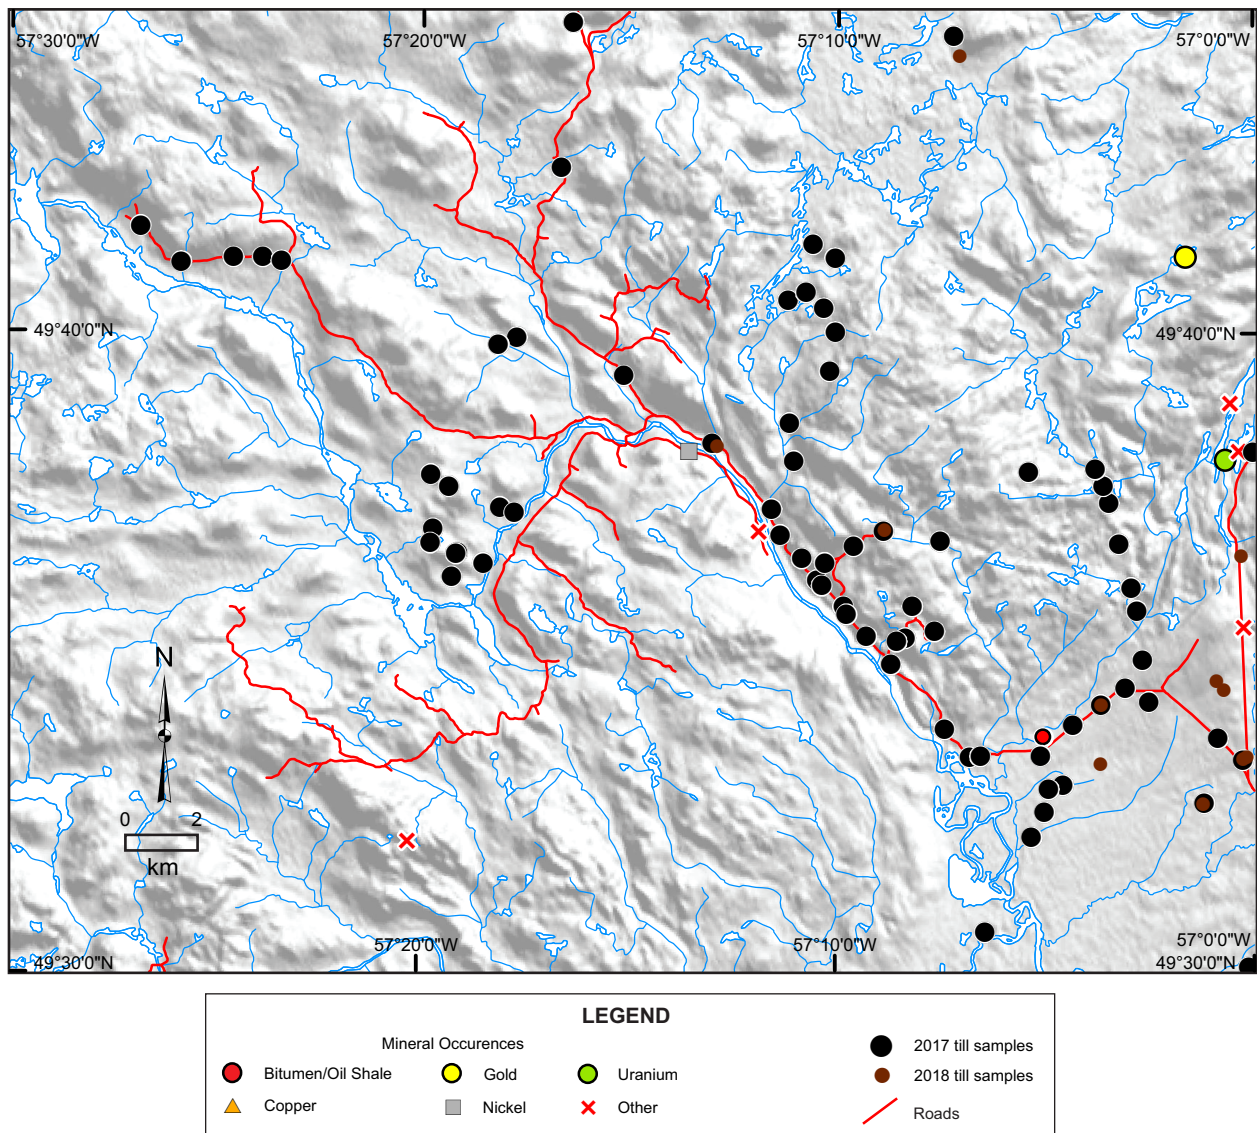 57°30'0"W
57°20'0"W
57°10'0"W
57°0'0"W
49°40'0"N
49°40'0"N
N
0 2
km
57°20'0"W
57°10'0"W
57°0'0"W
49°30'0"N
49°30'0"N
LEGEND
Mineral Occurences
Bitumen/Oil Shale
Gold
Uranium
2017 till samples
2018 till samples
Copper
Nickel
Other
Roads